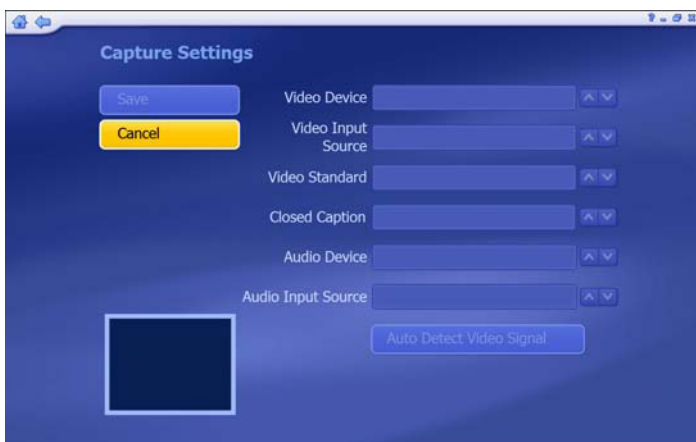 Capture Settings
Save
Cancel
Video Device
Video Input
Source
Video Standard
Closed Caption
Audio Device
Audio Input Source
Auto Detect Video Signal